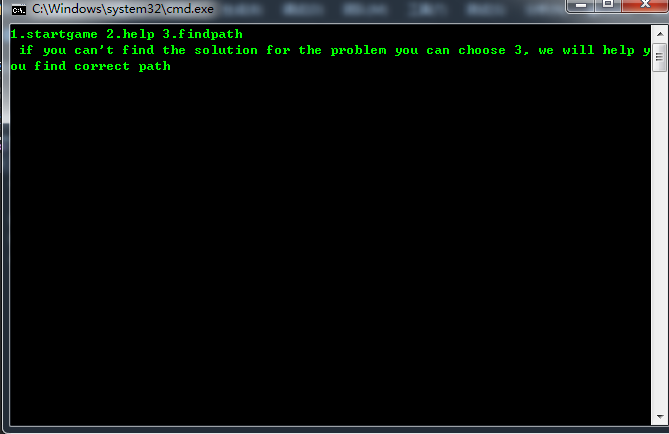 C:\Windows\system32\cmd.exe
1.startgame 2.help 3.findpath
 if you can't find the solution for the problem you can choose 3, we will help y
ou find correct path